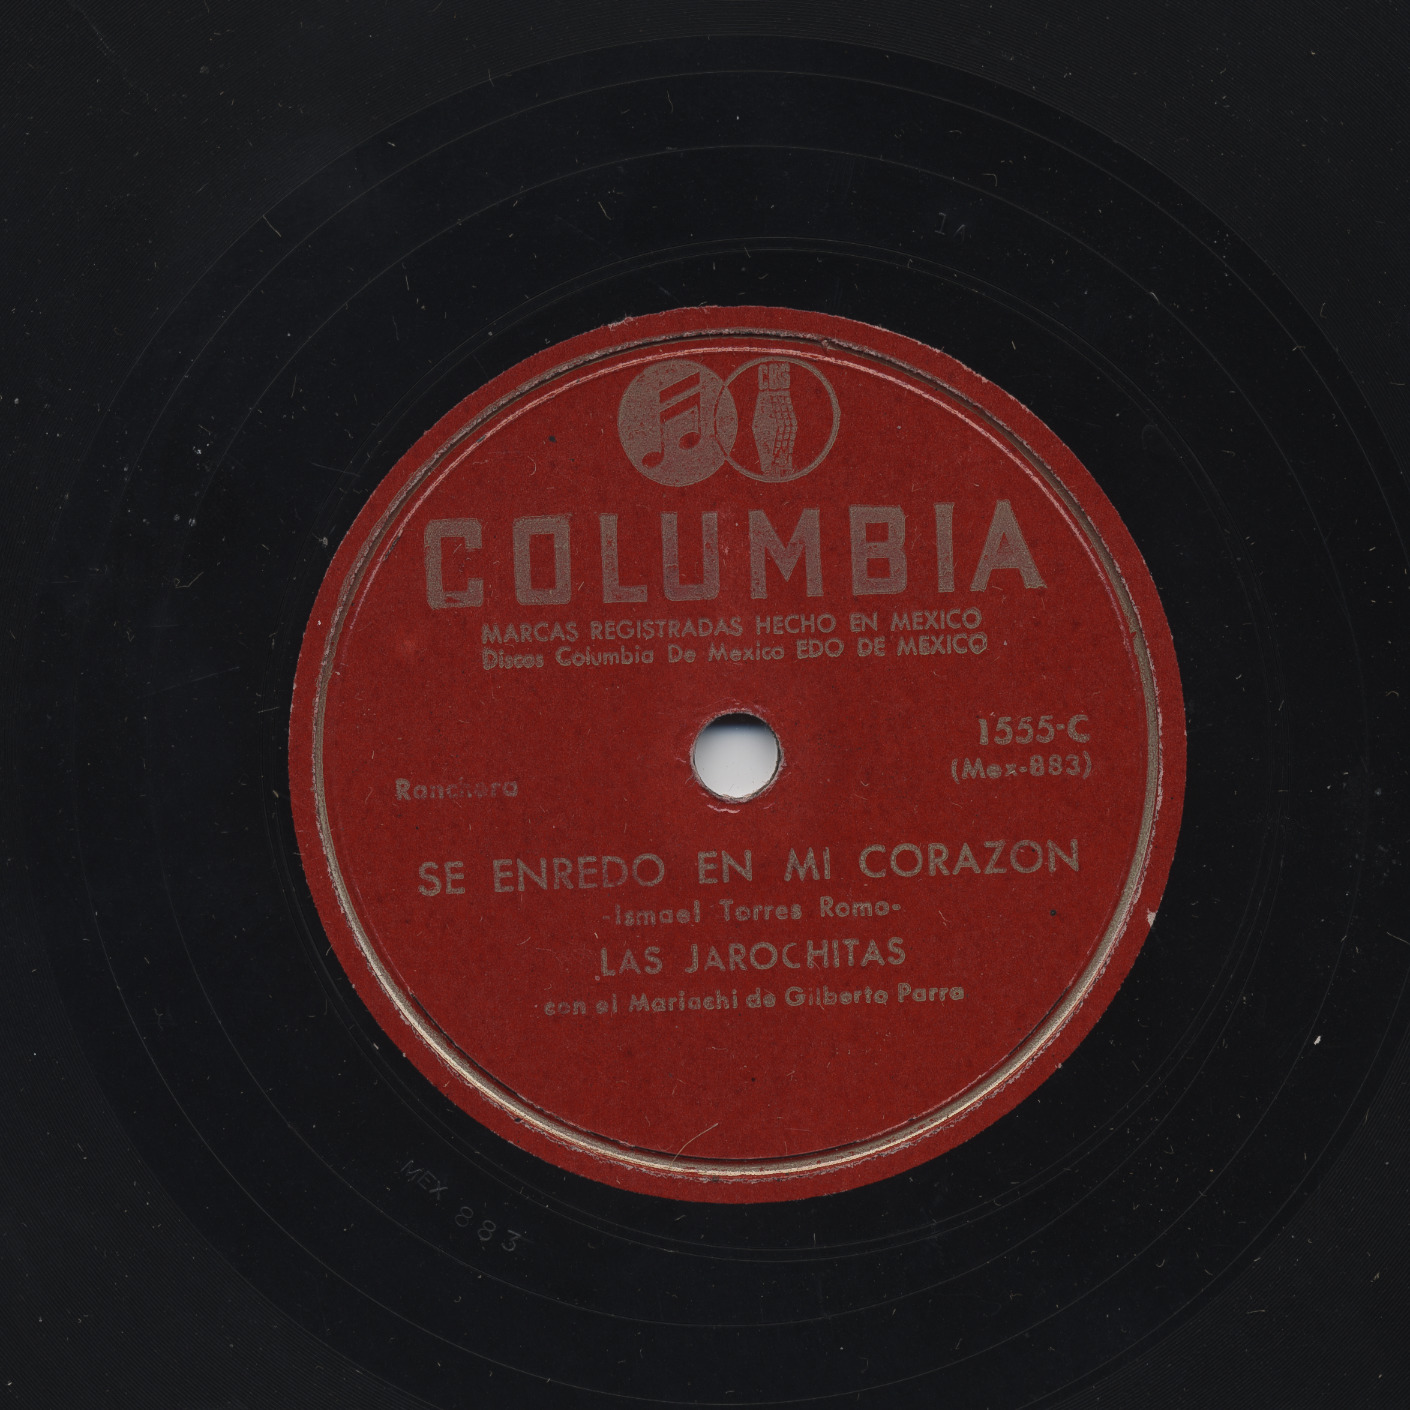 CBS
COLUMBIA
MARCAS REGISTRADAS HECHO EN MEXICO
Discos Columbia De Mexico EDO DE MEXICO
1555-C
(Mex-883)
Ranchera
SE ENREDO EN MI CORAZON
-Ismael Torres Romo-
LAS JAROCHITAS
con el Mariachi de Gilberto Parra
MEX 883